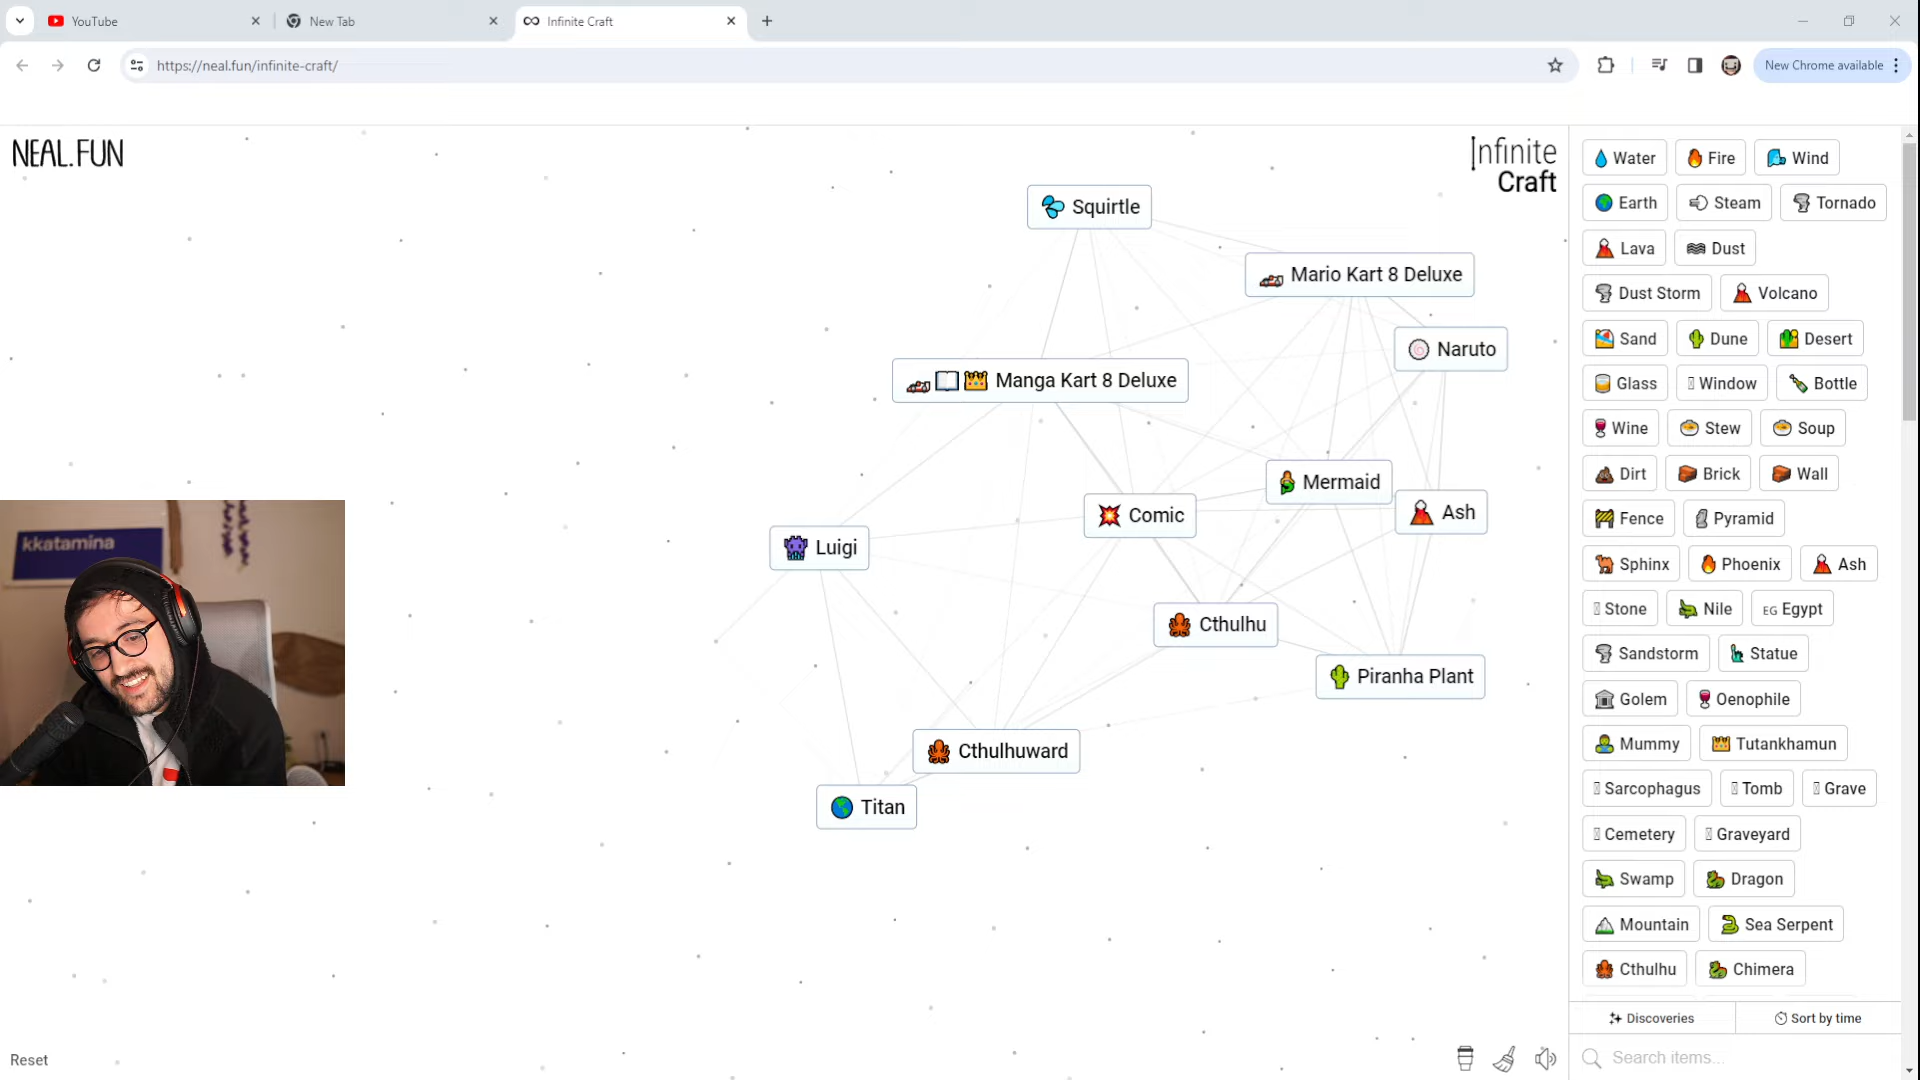 YouTube
New Tab
Infinite Craft
https://neal.fun/infinite-craft/
New Chrome available
NEAL.FUN
Infinite
Craft
Squirtle
Mario Kart 8 Deluxe
Naruto
Manga Kart 8 Deluxe
Mermaid
Comic
Ash
Luigi
Cthulhu
Piranha Plant
Cthulhuward
Titan
kkatamina
Reset
Water Fire Wind
Earth Steam Tornado
Lava Dust
Dust Storm Volcano
Sand Dune Desert
Glass Window Bottle
Wine Stew Soup
Dirt Brick Wall
Fence Pyramid
Sphinx Phoenix Ash
Stone Nile EG Egypt
Sandstorm Statue
Golem Oenophile
Mummy Tutankhamun
Sarcophagus Tomb Grave
Cemetery Graveyard
Swamp Dragon
Mountain Sea Serpent
Cthulhu Chimera
Discoveries Sort by time
Search items...